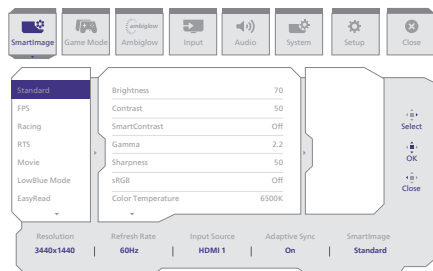 SmartImage
Game Mode
ambiglow
Ambiglow
Input
Audio
System
Setup
Close
Standard
FPS
Racing
RTS
Movie
LowBlue Mode
EasyRead
Brightness 70
Contrast 50
SmartContrast Off
Gamma 2.2
Sharpness 50
sRGB Off
Color Temperature 6500K
Select
OK
Close
Resolution Refresh Rate Input Source Adaptive Sync SmartImage
3440x1440 | 60Hz | HDMI 1 | On | Standard